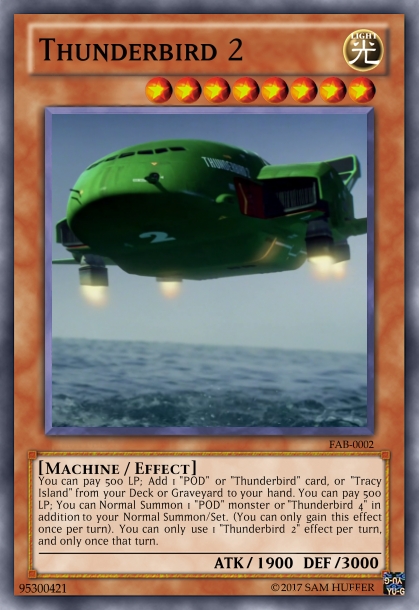 THUNDERBIRD 2
LIGHT
光
THUNDERBIRD 2
2
FAB-0002
[MACHINE / EFFECT]
You can pay 500 LP; Add 1 "POD" or "Thunderbird" card, or "Tracy
Island" from your Deck or Graveyard to your hand. You can pay 500
LP; You can Normal Summon 1 "POD" monster or "Thunderbird 4" in
addition to your Normal Summon/Set. (You can only gain this effect
once per turn). You can only use 1 "Thunderbird 2" effect per turn,
and only once that turn.
ATK / 1900 DEF /3000
95300421
©2017 SAM HUFFER